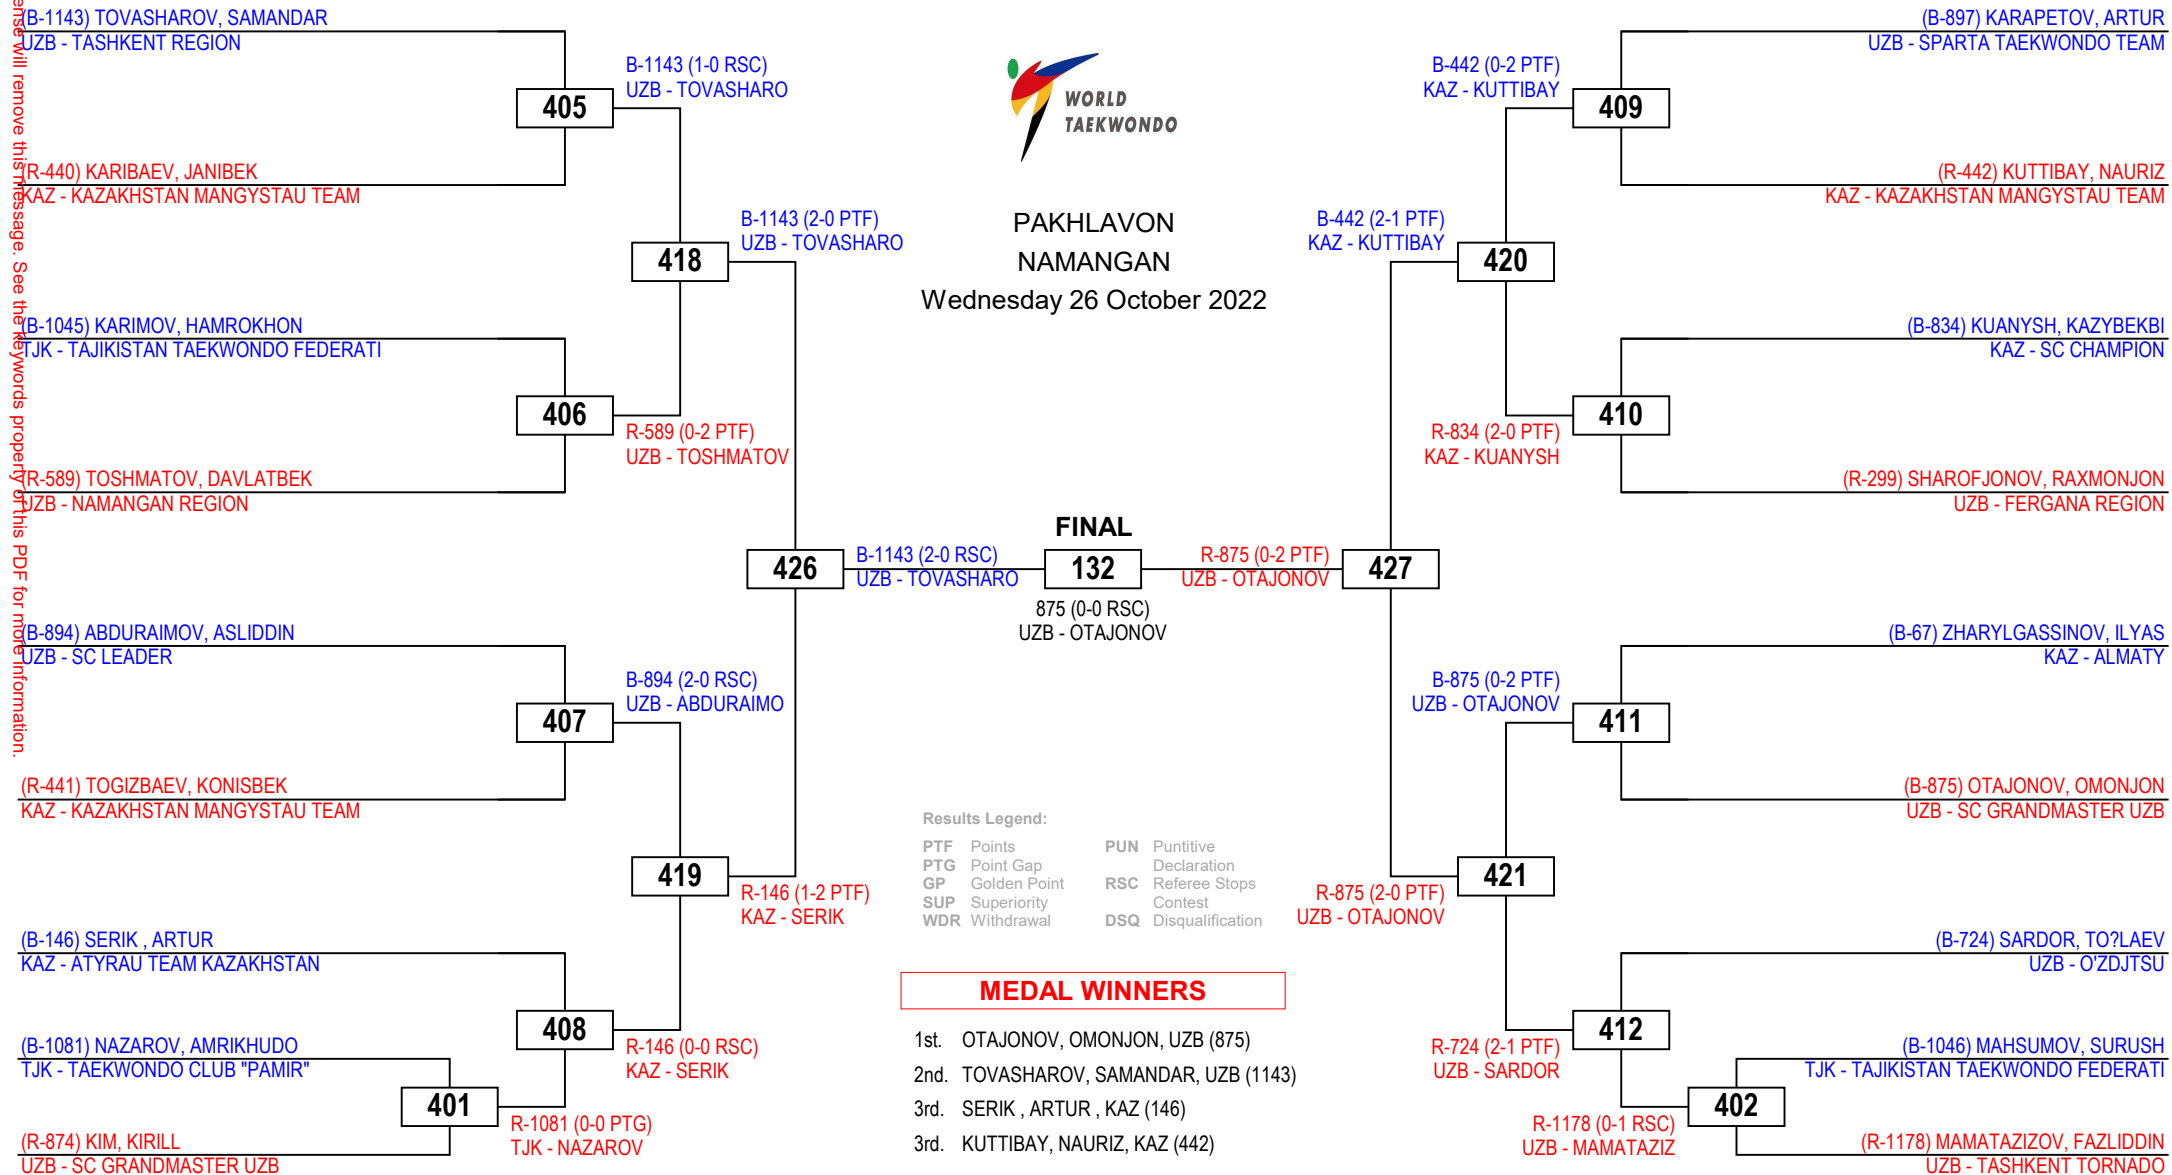 ense will remove this message. See the keywords property of this PDF for more information.
(B-1143) TOVASHAROV, SAMANDAR
UZB - TASHKENT REGION
(R-440) KARIBAEV, JANIBEK
KAZ - KAZAKHSTAN MANGYSTAU TEAM
(B-1045) KARIMOV, HAMROKHON
TJK - TAJIKISTAN TAEKWONDO FEDERATI
(R-589) TOSHMATOV, DAVLATBEK
UZB - NAMANGAN REGION
(B-894) ABDURAIMOV, ASLIDDIN
UZB - SC LEADER
(R-441) TOGIZBAEV, KONISBEK
KAZ - KAZAKHSTAN MANGYSTAU TEAM
(B-146) SERIK , ARTUR
KAZ - ATYRAU TEAM KAZAKHSTAN
(B-1081) NAZAROV, AMRIKHUDO
TJK - TAEKWONDO CLUB "PAMIR"
(R-874) KIM, KIRILL
UZB - SC GRANDMASTER UZB
401
R-1081 (0-0 PTG)
TJK - NAZAROV
405
B-1143 (1-0 RSC)
UZB - TOVASHARO
406
R-589 (0-2 PTF)
UZB - TOSHMATOV
407
B-894 (2-0 RSC)
UZB - ABDURAIMO
408
R-146 (0-0 RSC)
KAZ - SERIK
418
B-1143 (2-0 PTF)
UZB - TOVASHARO
419
R-146 (1-2 PTF)
KAZ - SERIK
426
B-1143 (2-0 RSC)
UZB - TOVASHARO
WORLD
TAEKWONDO
PAKHLAVON
NAMANGAN
Wednesday 26 October 2022
FINAL
132
875 (0-0 RSC)
UZB - OTAJONOV
R-875 (0-2 PTF)
UZB - OTAJONOV
427
B-442 (2-1 PTF)
KAZ - KUTTIBAY
420
R-875 (2-0 PTF)
UZB - OTAJONOV
421
B-442 (0-2 PTF)
KAZ - KUTTIBAY
409
R-834 (2-0 PTF)
KAZ - KUANYSH
410
B-875 (0-2 PTF)
UZB - OTAJONOV
411
R-724 (2-1 PTF)
UZB - SARDOR
412
R-1178 (0-1 RSC)
UZB - MAMATAZIZ
402
(B-897) KARAPETOV, ARTUR
UZB - SPARTA TAEKWONDO TEAM
(R-442) KUTTIBAY, NAURIZ
KAZ - KAZAKHSTAN MANGYSTAU TEAM
(B-834) KUANYSH, KAZYBEKBI
KAZ - SC CHAMPION
(R-299) SHAROFJONOV, RAXMONJON
UZB - FERGANA REGION
(B-67) ZHARYLGASSINOV, ILYAS
KAZ - ALMATY
(B-875) OTAJONOV, OMONJON
UZB - SC GRANDMASTER UZB
(B-724) SARDOR, TO?LAEV
UZB - O'ZDJTSU
(B-1046) MAHSUMOV, SURUSH
TJK - TAJIKISTAN TAEKWONDO FEDERATI
(R-1178) MAMATAZIZOV, FAZLIDDIN
UZB - TASHKENT TORNADO
Results Legend:
PTF Points
PTG Point Gap
GP Golden Point
SUP Superiority
WDR Withdrawal
PUN Puntitive
Declaration
RSC Referee Stops
Contest
DSQ Disqualification
MEDAL WINNERS
1st. OTAJONOV, OMONJON, UZB (875)
2nd. TOVASHAROV, SAMANDAR, UZB (1143)
3rd. SERIK , ARTUR , KAZ (146)
3rd. KUTTIBAY, NAURIZ, KAZ (442)